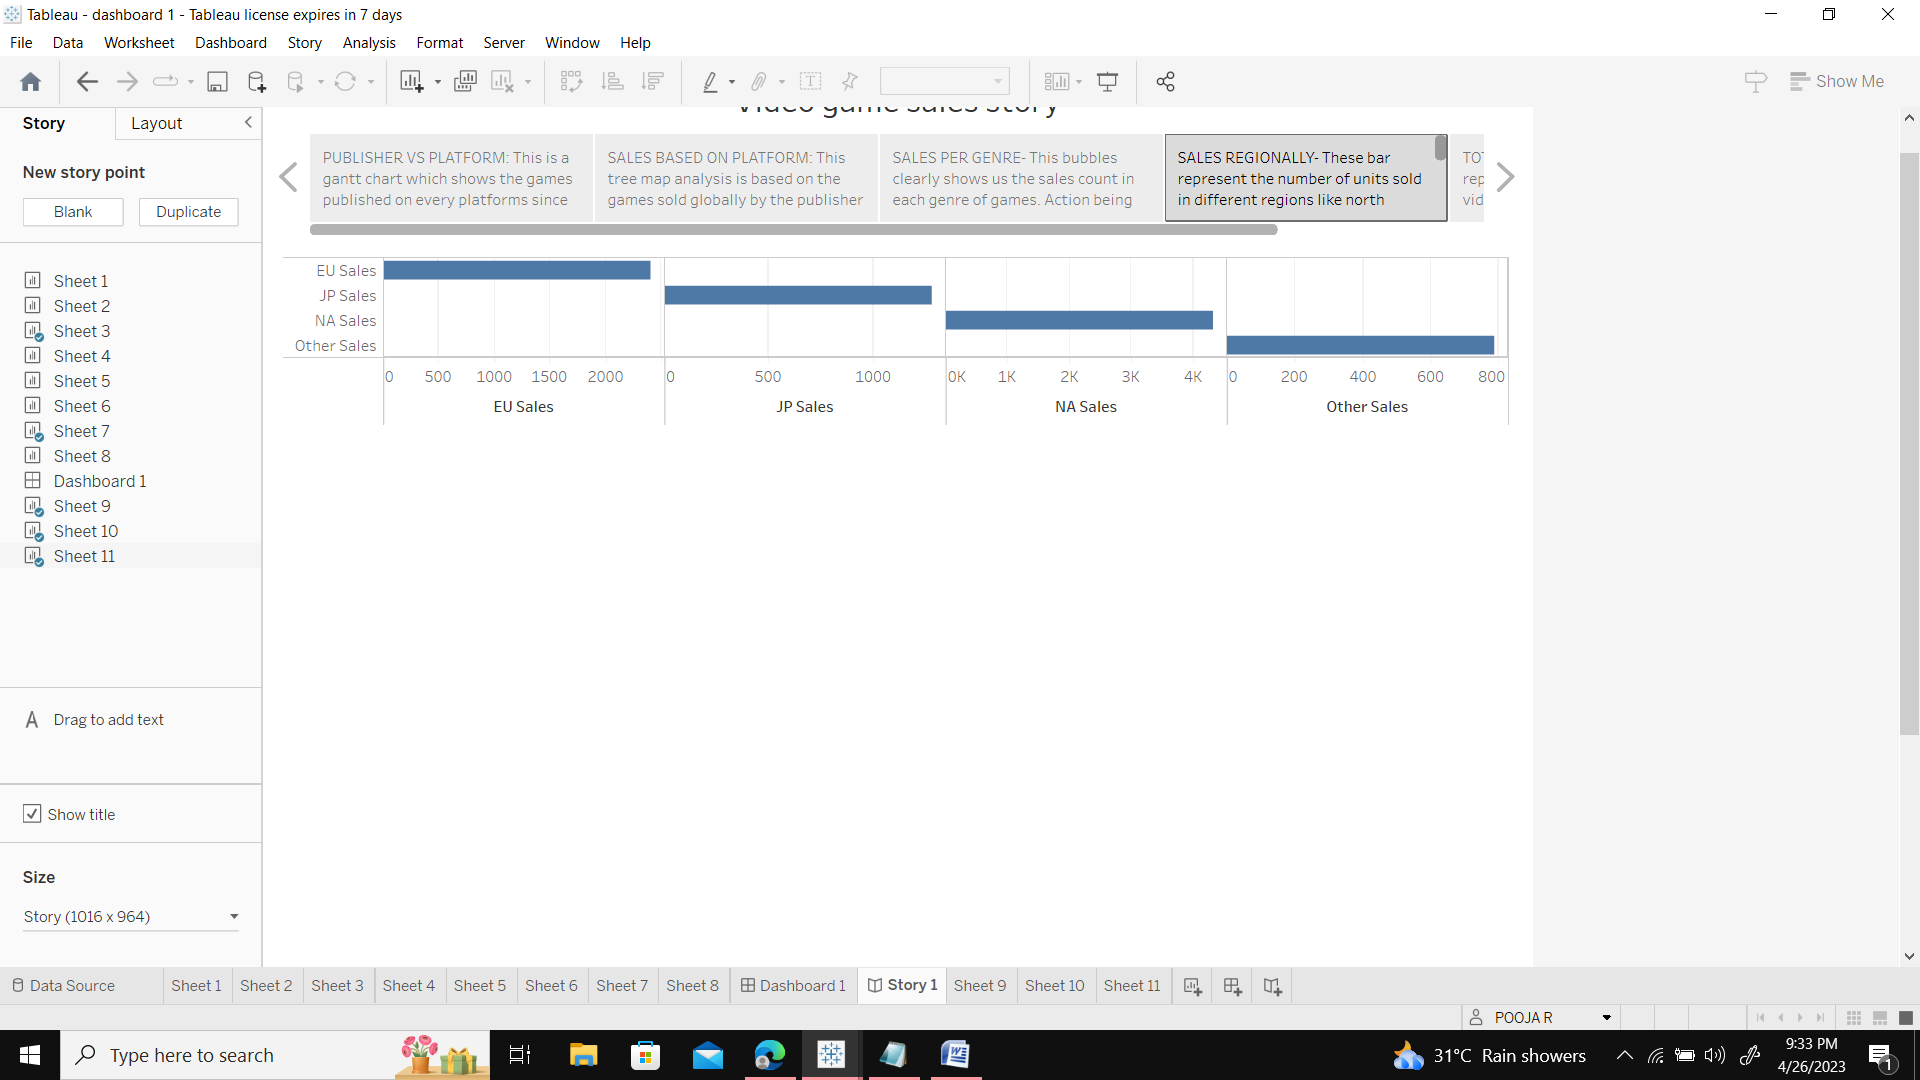 Tableau - dashboard 1 - Tableau license expires in 7 days
File Data Worksheet Dashboard Story Analysis Format Server Window Help
Show Me
Story Layout
New story point
Blank Duplicate
Sheet 1
Sheet 2
Sheet 3
Sheet 4
Sheet 5
Sheet 6
Sheet 7
Sheet 8
Dashboard 1
Sheet 9
Sheet 10
Sheet 11
A Drag to add text
Show title
Size
Story (1016 x 964)
Video game sales story
PUBLISHER VS PLATFORM: This is a
gantt chart which shows the games
published on every platforms since
SALES BASED ON PLATFORM: This
tree map analysis is based on the
games sold globally by the publisher
SALES PER GENRE- This bubbles
clearly shows us the sales count in
each genre of games. Action being
SALES REGIONALLY- These bar
represent the number of units sold
in different regions like north
EU Sales
JP Sales
NA Sales
Other Sales
0 500 1000 1500 2000 0 500 1000 0K 1K 2K 3K 4K 0 200 400 600 800
EU Sales JP Sales NA Sales Other Sales
Data Source Sheet 1 Sheet 2 Sheet 3 Sheet 4 Sheet 5 Sheet 6 Sheet 7 Sheet 8 Dashboard 1 Story 1 Sheet 9 Sheet 10 Sheet 11
POOJA R
Type here to search
31°C Rain showers
9:33 PM
4/26/2023
1